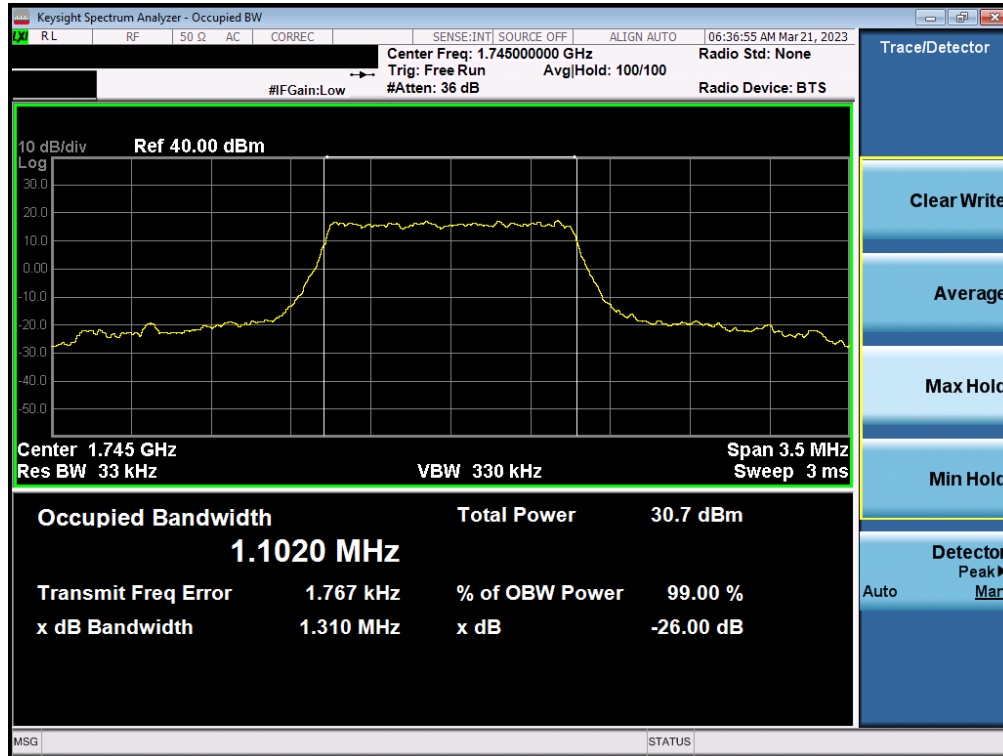 Keysight Spectrum Analyzer - Occupied BW
LXI RL RF 50 Ω AC CORREC SENSE:INT SOURCE OFF ALIGN AUTO 06:36:55 AM Mar 21, 2023
Center Freq: 1.745000000 GHz Radio Std: None
Trig: Free Run Avg|Hold: 100/100
#IFGain:Low #Atten: 36 dB Radio Device: BTS
Trace/Detector
10 dB/div Ref 40.00 dBm
Log
30.0
20.0
10.0
0.00
-10.0
-20.0
-30.0
-40.0
-50.0
Center 1.745 GHz Span 3.5 MHz
Res BW 33 kHz VBW 330 kHz Sweep 3 ms
Occupied Bandwidth Total Power 30.7 dBm
1.1020 MHz
Transmit Freq Error 1.767 kHz % of OBW Power 99.00 %
x dB Bandwidth 1.310 MHz x dB -26.00 dB
Clear Write
Average
Max Hold
Min Hold
Detector
Peak▶
Auto Man
MSG STATUS